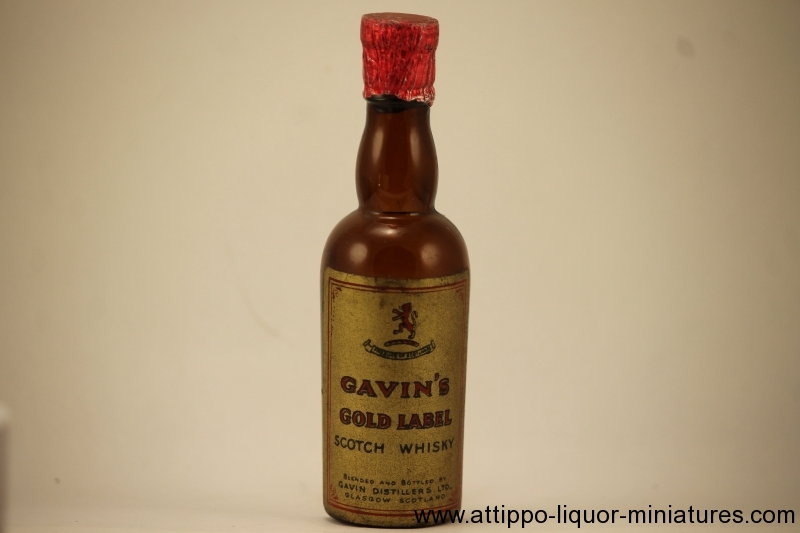 GAVIN'S
GOLD LABEL
SCOTCH WHISKY
BLENDED AND BOTTLED BY
GAVIN DISTILLERS LTD.
GLASGOW SCOTLAND
www.attippo-liquor-miniatures.com